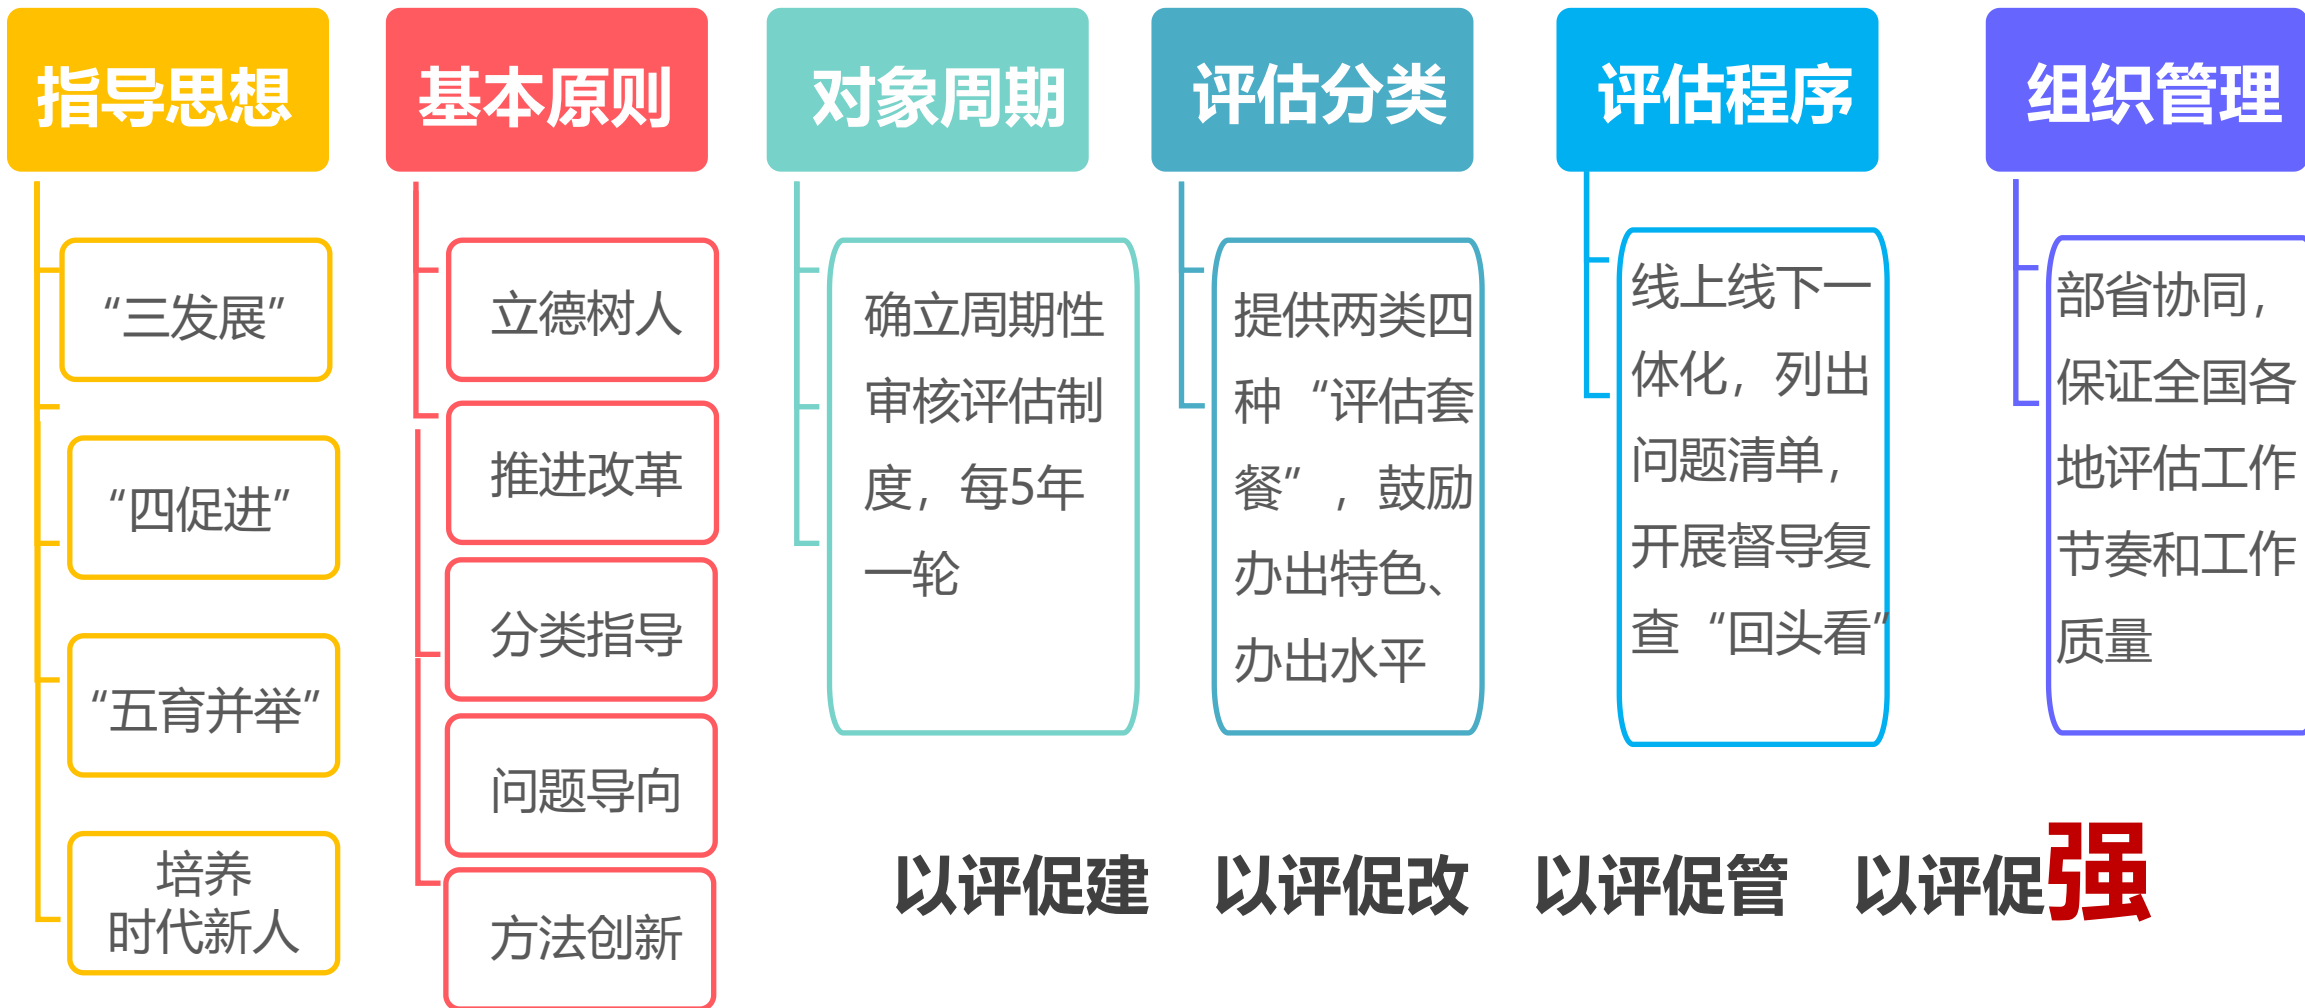 指导思想
“三发展”
“四促进”
“五育并举”
培养
时代新人
基本原则
立德树人
推进改革
分类指导
问题导向
方法创新
对象周期
确立周期性
审核评估制
度，每5年
一轮
评估分类
提供两类四
种“评估套
餐”，鼓励
办出特色、
办出水平
评估程序
线上线下一
体化，列出
问题清单，
开展督导复
查“回头看”
组织管理
部省协同，
保证全国各
地评估工作
节奏和工作
质量
以评促建 以评促改 以评促管 以评促强